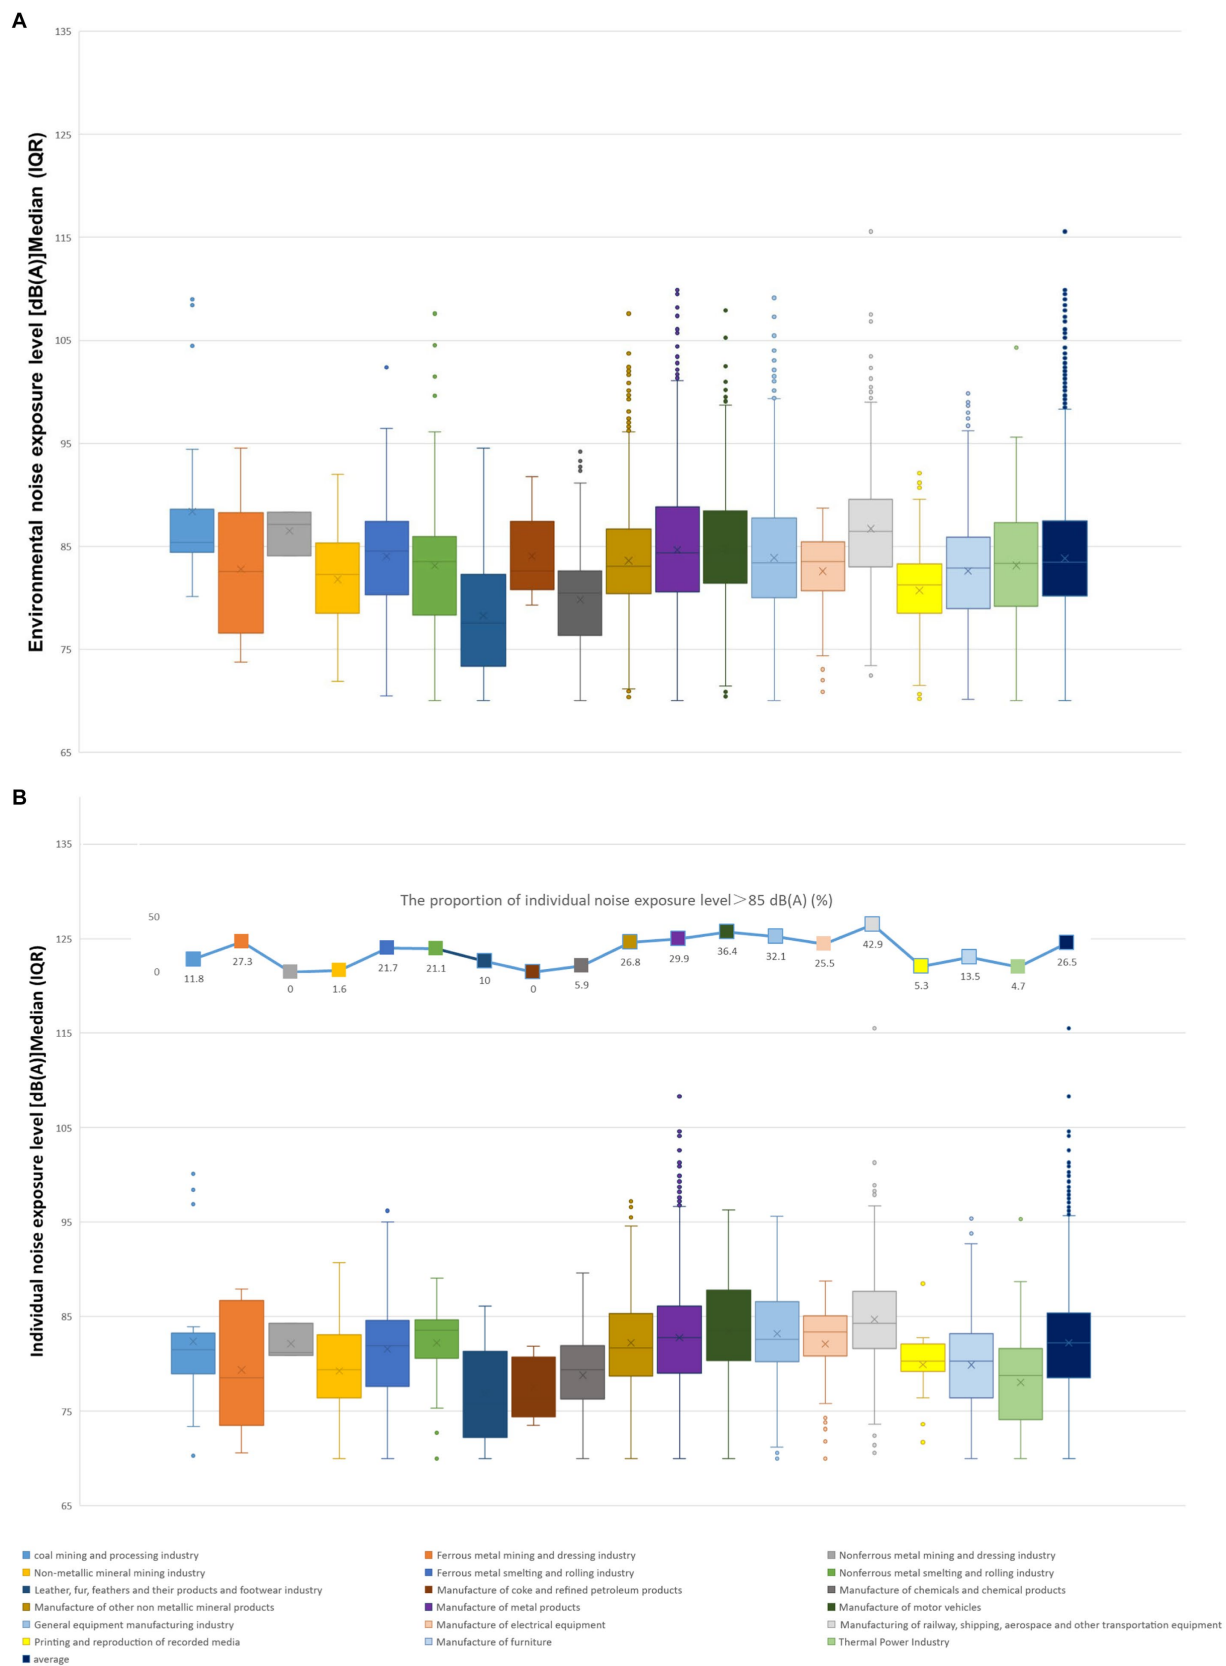 A
135
125
115
105
95
85
75
65
Environmental noise exposure level [dB(A)]Median (IQR)
B
135
125
115
105
95
85
75
65
Individual noise exposure level [dB(A)]Median (IQR)
The proportion of individual noise exposure level>85 dB(A) (%)
50
0
11.8
27.3
0
1.6
21.7
21.1
10
0
5.9
26.8
29.9
36.4
32.1
25.5
42.9
5.3
13.5
4.7
26.5
coal mining and processing industry
Ferrous metal mining and dressing industry
Nonferrous metal mining and dressing industry
Non-metallic mineral mining industry
Ferrous metal smelting and rolling industry
Nonferrous metal smelting and rolling industry
Leather, fur, feathers and their products and footwear industry
Manufacture of coke and refined petroleum products
Manufacture of chemicals and chemical products
Manufacture of other non metallic mineral products
Manufacture of metal products
Manufacture of motor vehicles
General equipment manufacturing industry
Manufacture of electrical equipment
Manufacturing of railway, shipping, aerospace and other transportation equipment
Printing and reproduction of recorded media
Manufacture of furniture
Thermal Power Industry
average